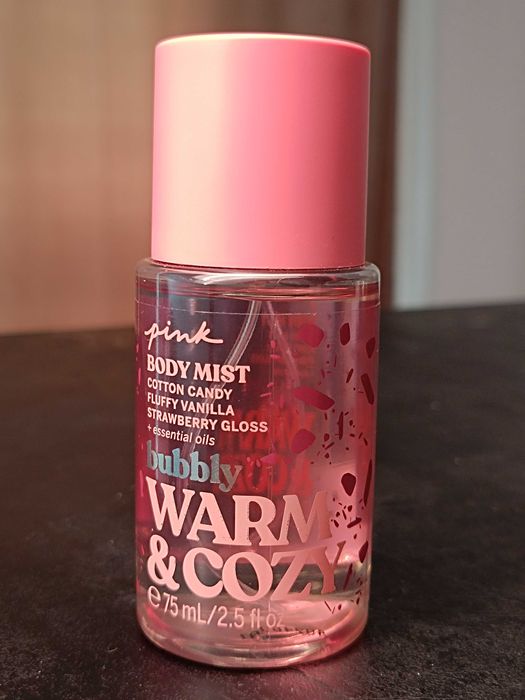 pink
BODY MIST
COTTON CANDY
FLUFFY VANILLA
STRAWBERRY GLOSS
+ essential oils
bubbly
WARM
& COZY
℮ 75 mL/2.5 fl oz